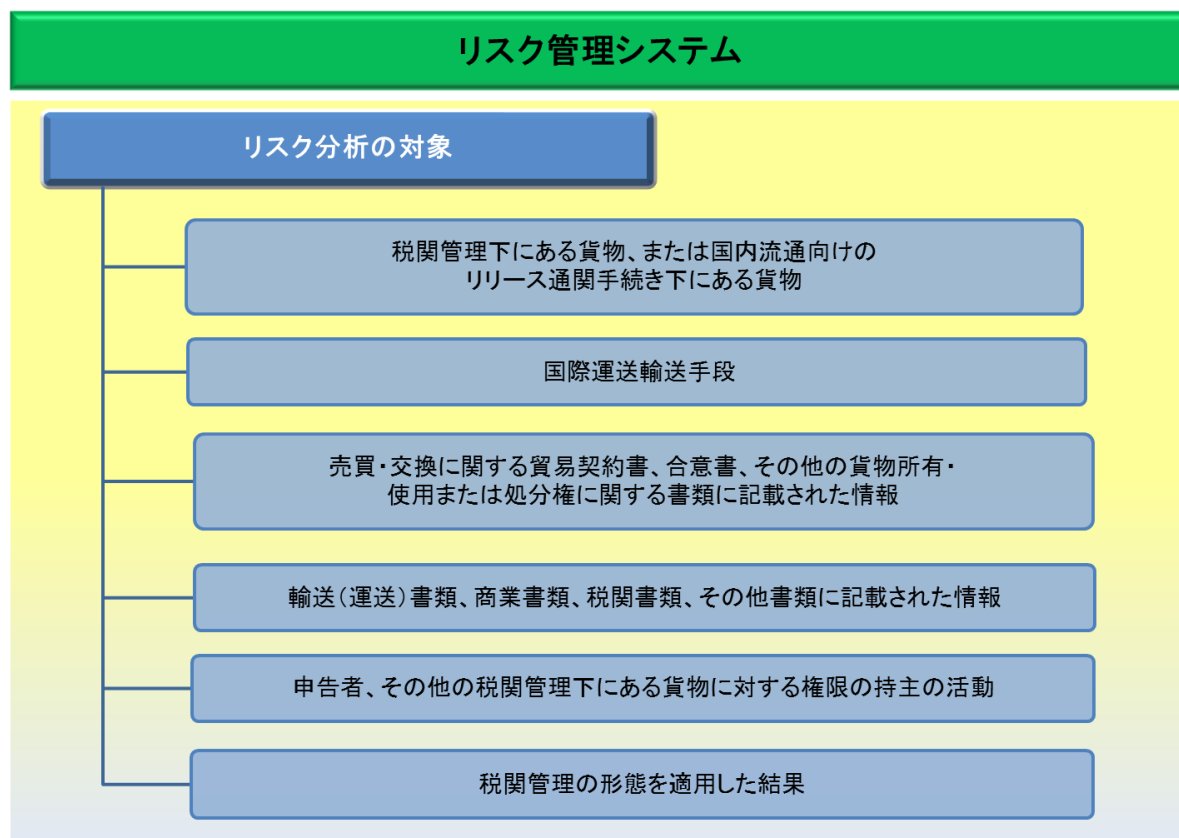 リスク管理システム
リスク分析の対象
税関管理下にある貨物、または国内流通向けの
リリース通関手続き下にある貨物
国際運送輸送手段
売買・交換に関する貿易契約書、合意書、その他の貨物所有・
使用または処分権に関する書類に記載された情報
輸送（運送）書類、商業書類、税関書類、その他書類に記載された情報
申告者、その他の税関管理下にある貨物に対する権限の持主の活動
税関管理の形態を適用した結果